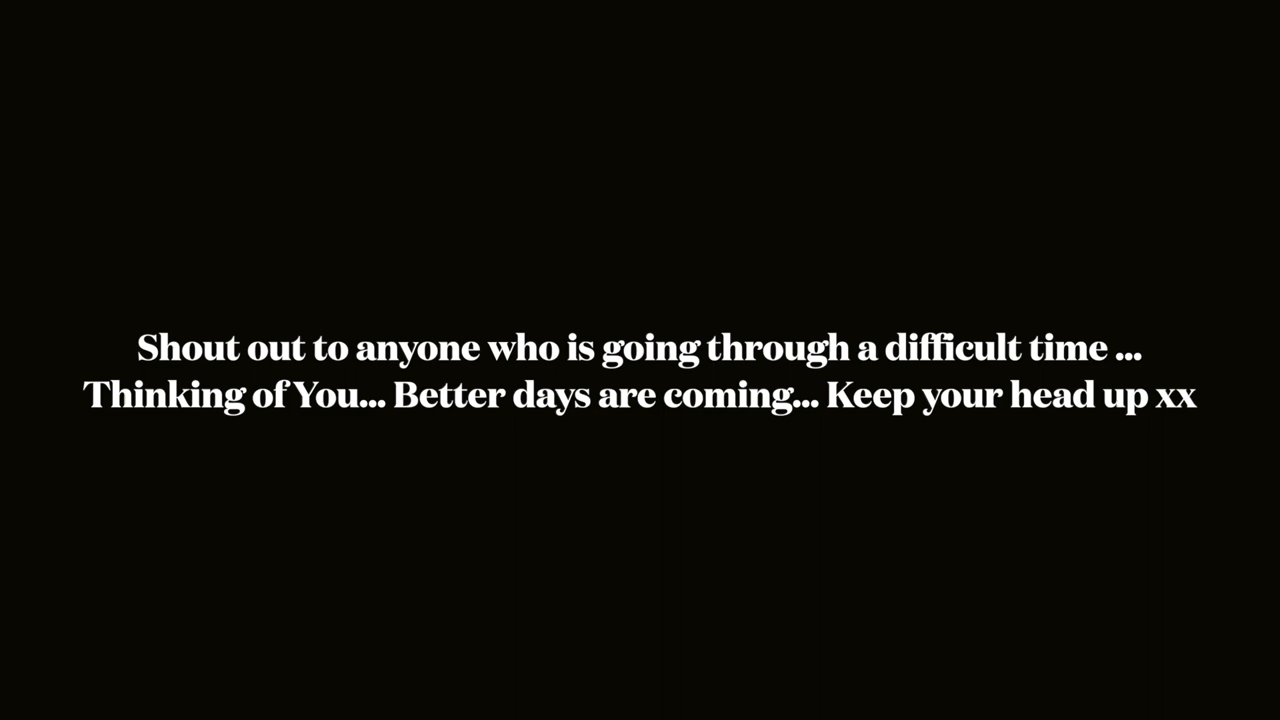 Shout out to anyone who is going through a difficult time ...
Thinking of You... Better days are coming... Keep your head up xx